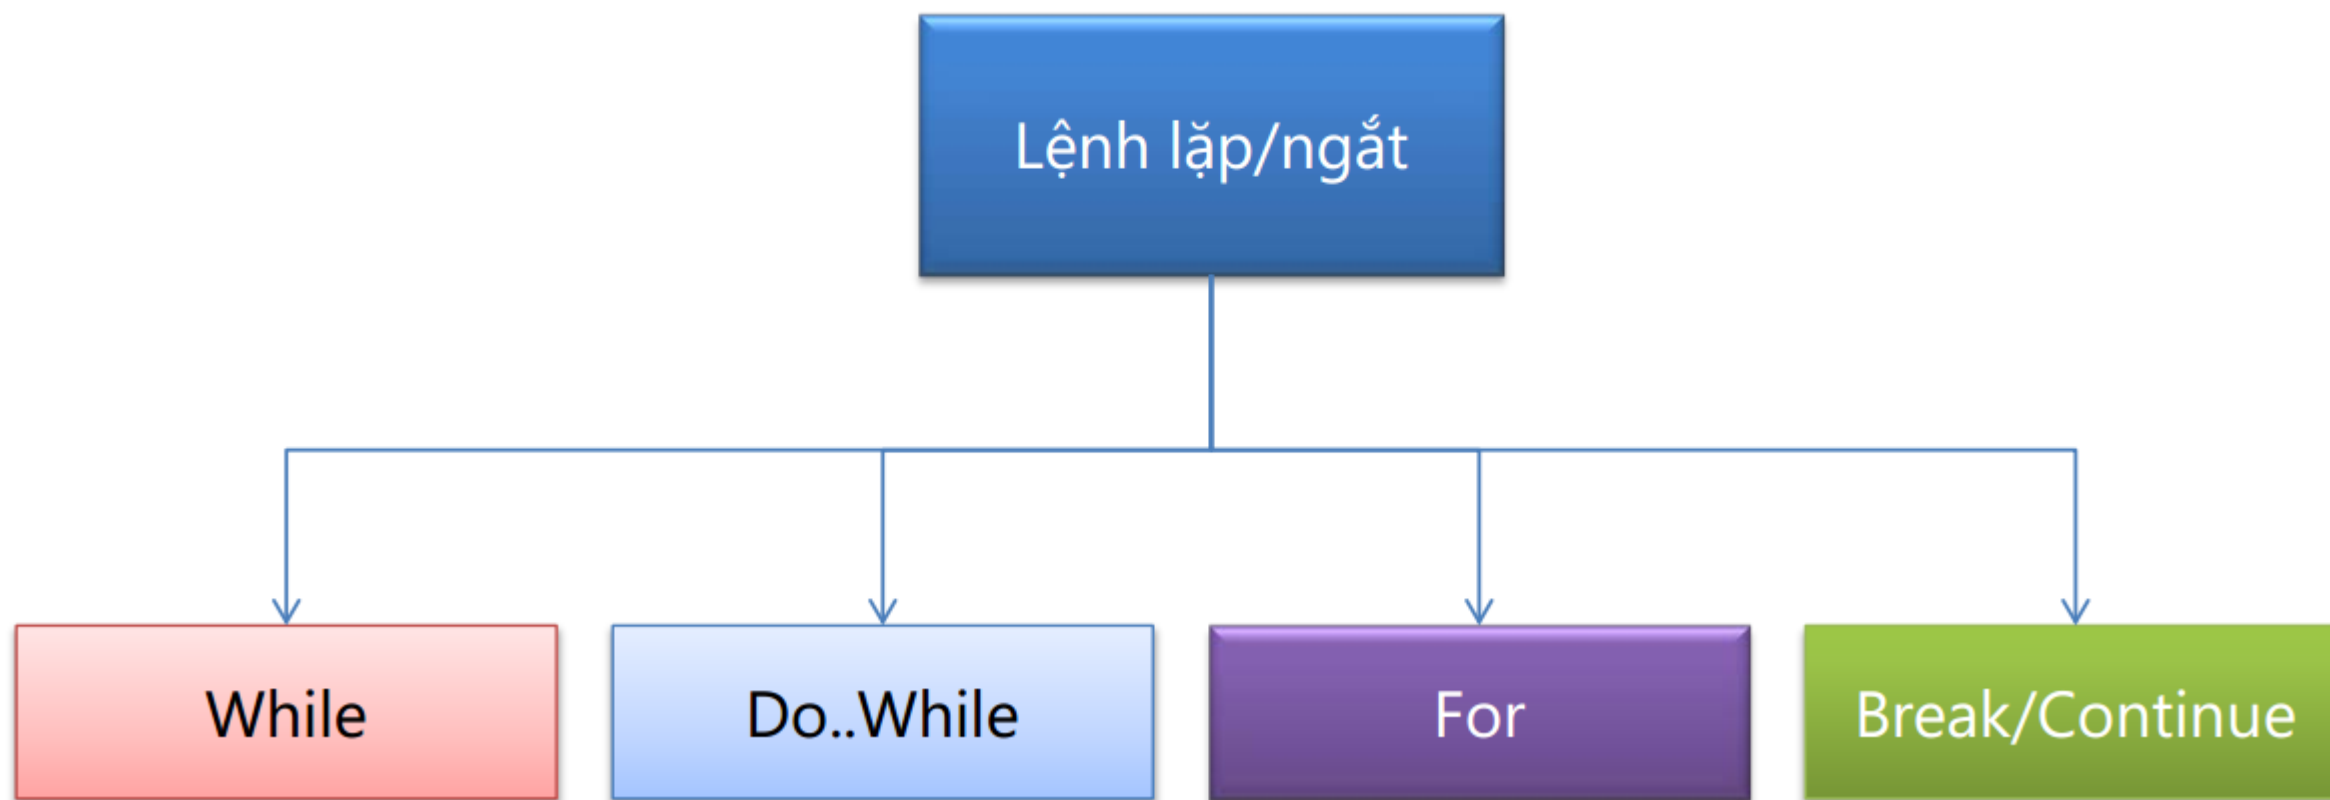 Lệnh lặp/ngắt
While
Do..While
For
Break/Continue